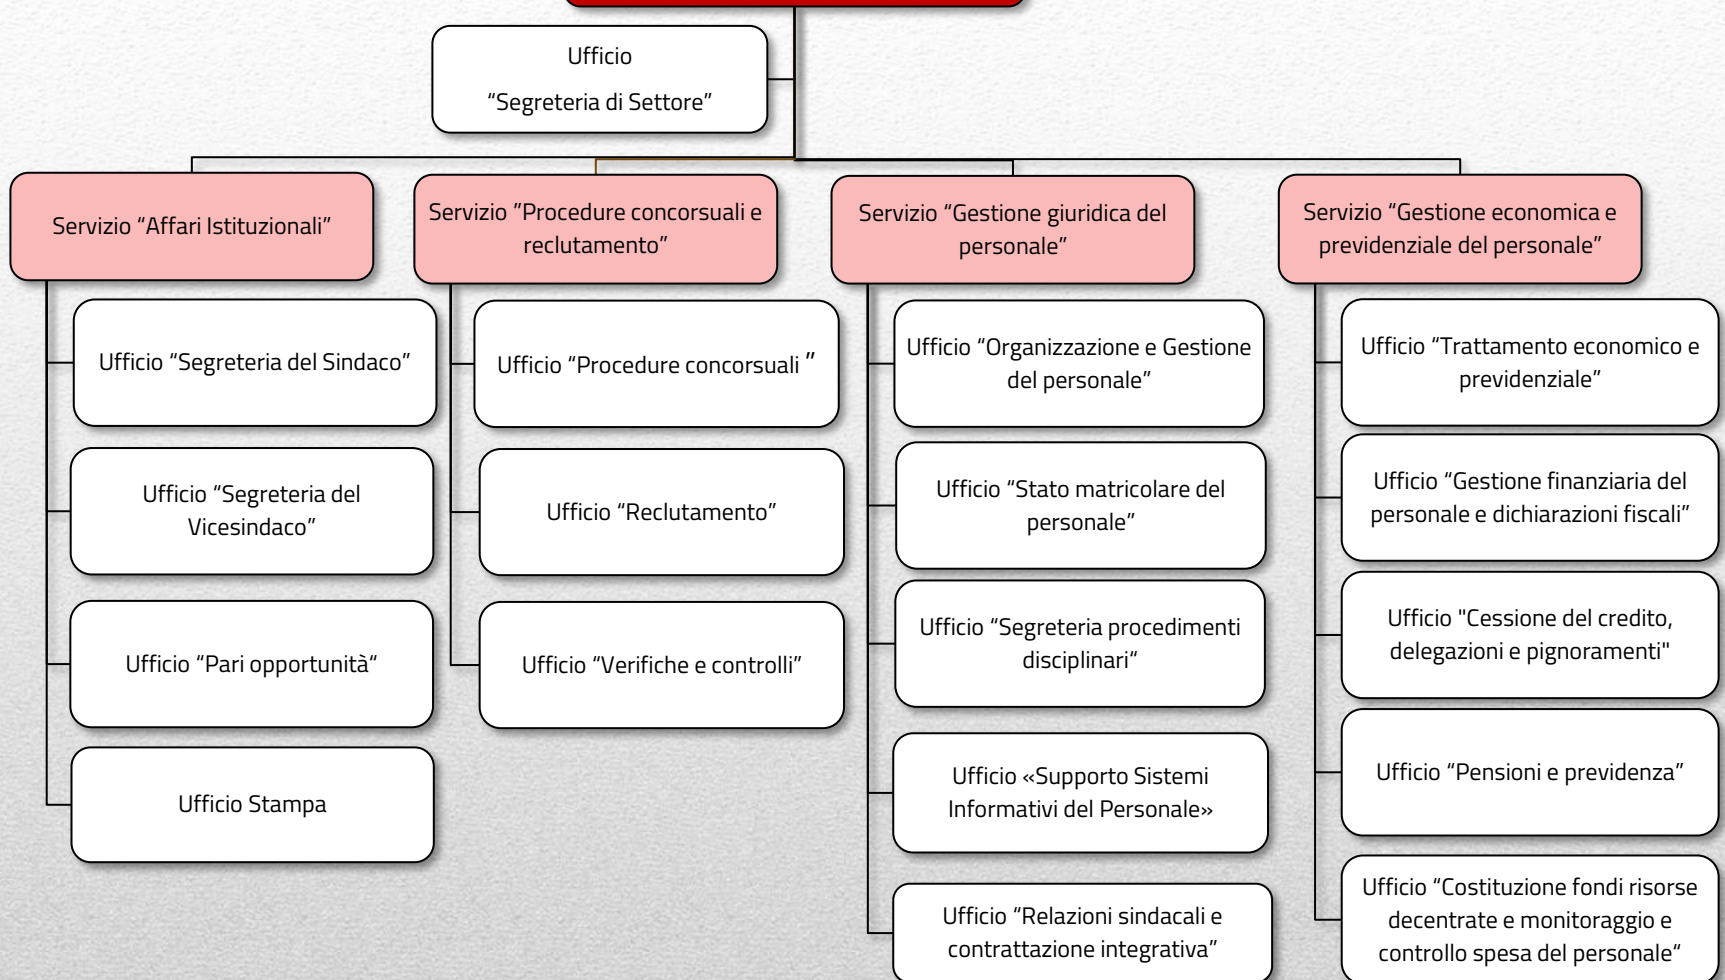 Ufficio
“Segreteria di Settore”
Servizio “Affari Istituzionali”
Servizio ”Procedure concorsuali e
reclutamento”
Servizio “Gestione giuridica del
personale”
Servizio “Gestione economica e
previdenziale del personale”
Ufficio “Segreteria del Sindaco”
Ufficio “Segreteria del
Vicesindaco”
Ufficio “Pari opportunità“
Ufficio Stampa
Ufficio “Procedure concorsuali ”
Ufficio “Reclutamento”
Ufficio “Verifiche e controlli”
Ufficio “Organizzazione e Gestione
del personale”
Ufficio “Stato matricolare del
personale”
Ufficio “Segreteria procedimenti
disciplinari“
Ufficio «Supporto Sistemi
Informativi del Personale»
Ufficio “Relazioni sindacali e
contrattazione integrativa”
Ufficio “Trattamento economico e
previdenziale”
Ufficio “Gestione finanziaria del
personale e dichiarazioni fiscali”
Ufficio "Cessione del credito,
delegazioni e pignoramenti"
Ufficio “Pensioni e previdenza”
Ufficio “Costituzione fondi risorse
decentrate e monitoraggio e
controllo spesa del personale“